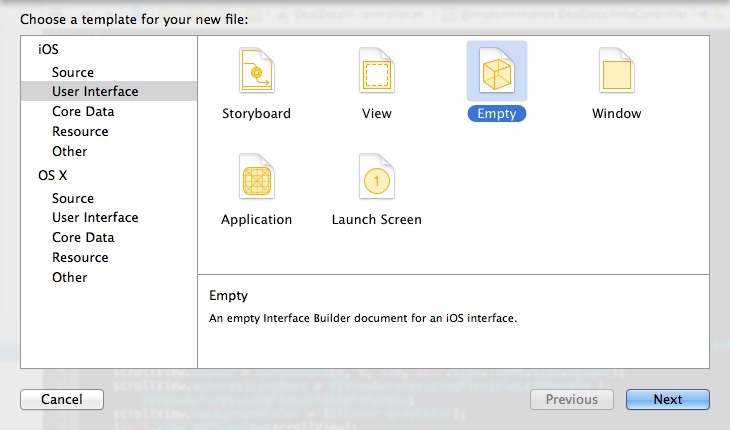 Choose a template for your new file:
iOS
Source
User Interface
Core Data
Resource
Other
OS X
Source
User Interface
Core Data
Resource
Other
Storyboard
View
Empty
Window
Application
1
Launch Screen
Empty
An empty Interface Builder document for an iOS interface.
Cancel
Previous
Next